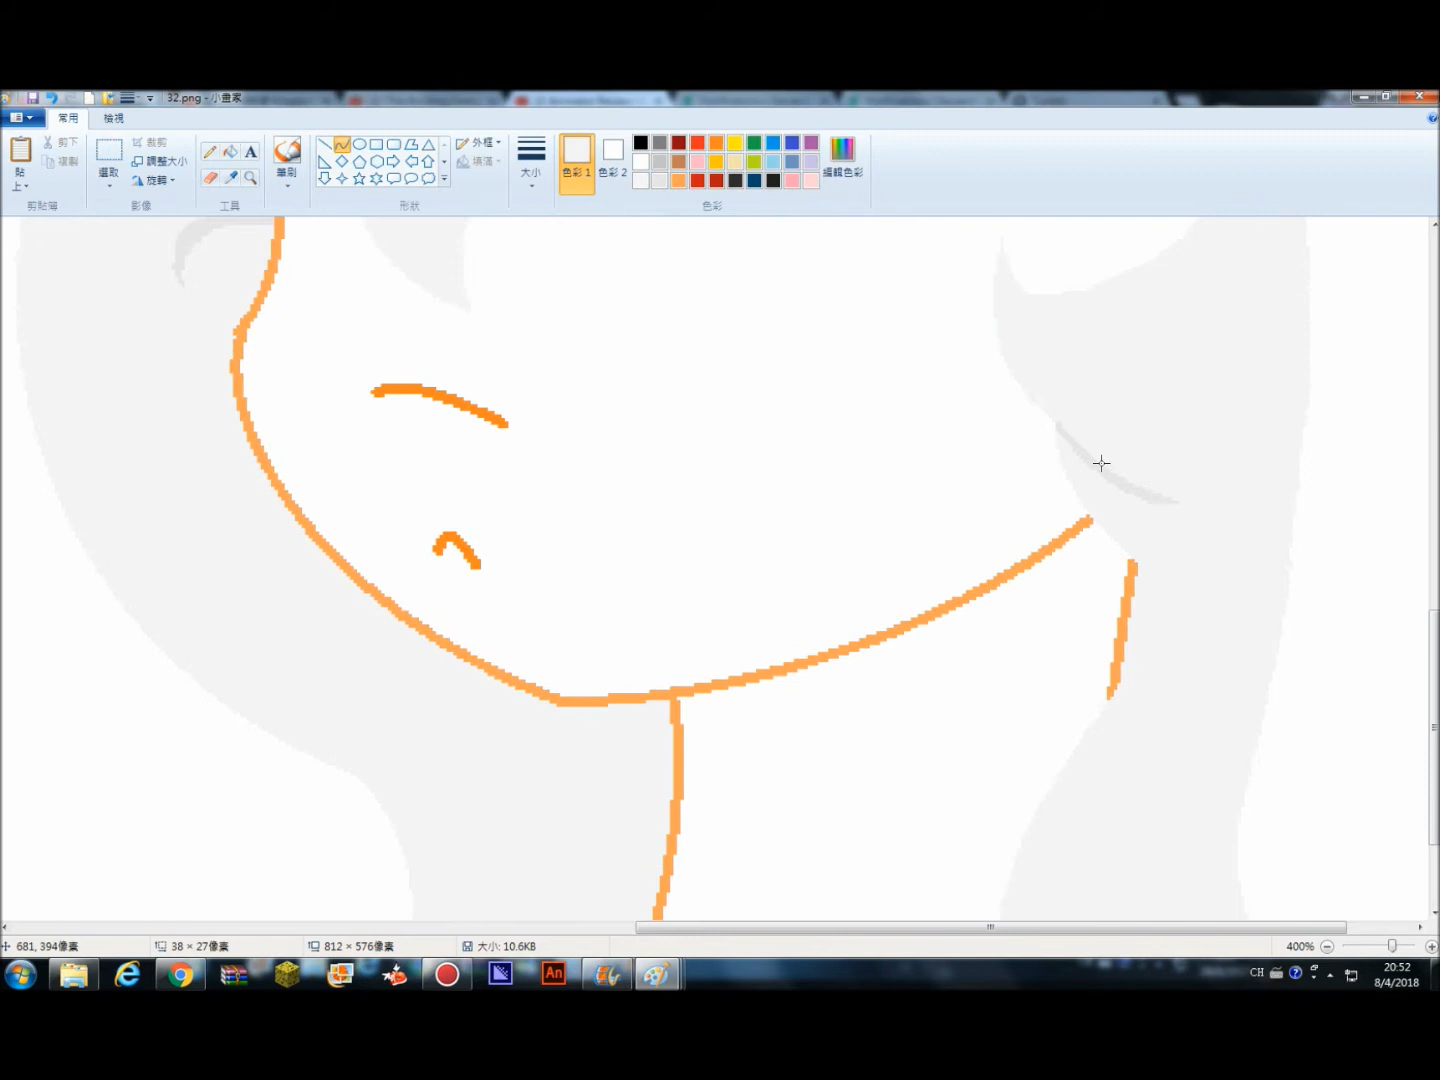 32.png - 小畫家
常用 檢視
貼上
剪下
複製
剪貼簿
選取
裁剪
調整大小
旋轉
影像
A
工具
筆刷
外框
填滿
形狀
大小
色彩 1
色彩 2
編輯色彩
色彩
681, 394像素
38 × 27像素
812 × 576像素
大小: 10.6KB
400%
An
CH
20:52
8/4/2018